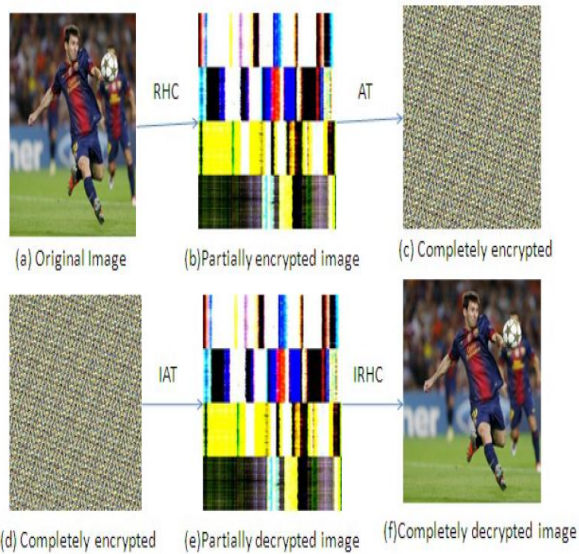 RHC
AT
(a) Original Image
(b)Partially encrypted image
(c) Completely encrypted
IAT
IRHC
(d) Completely encrypted
(e)Partially decrypted image
(f)Completely decrypted image